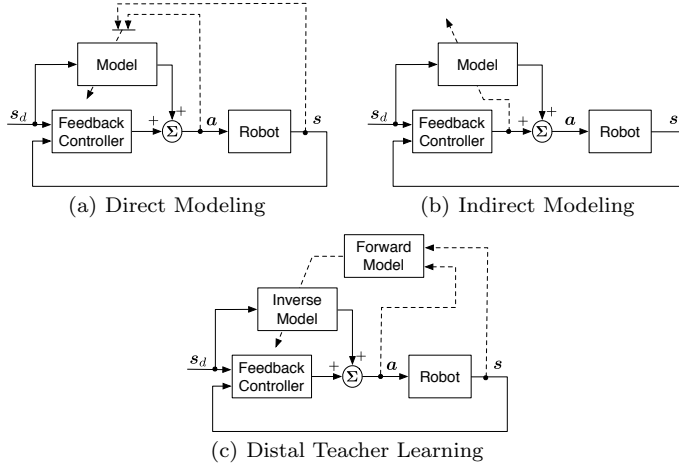 Model
s_d
Feedback
Controller
+
+
Σ
a
Robot
s
(a) Direct Modeling
Model
s_d
Feedback
Controller
+
+
Σ
a
Robot
s
(b) Indirect Modeling
Forward
Model
Inverse
Model
s_d
Feedback
Controller
+
+
Σ
a
Robot
s
(c) Distal Teacher Learning